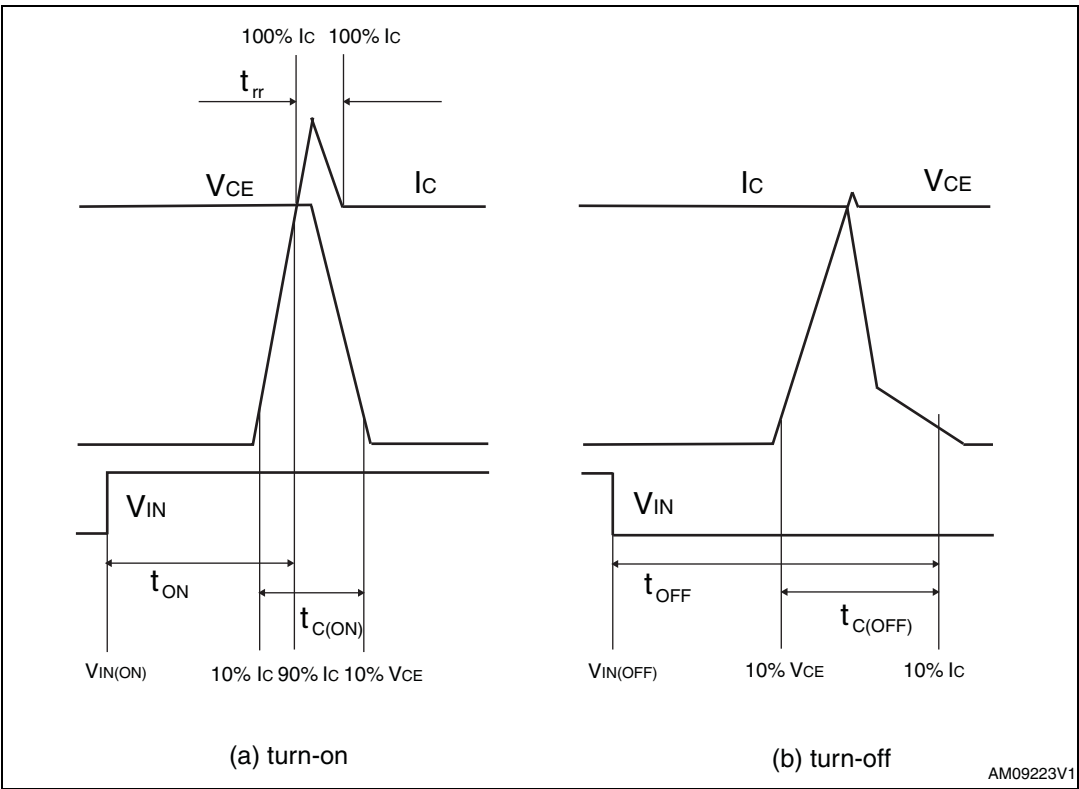 100% IC 100% IC
trr
VCE IC
IC VCE
VIN
VIN
tON
tC(ON)
tOFF
tC(OFF)
VIN(ON) 10% IC 90% IC 10% VCE
VIN(OFF) 10% VCE 10% IC
(a) turn-on
(b) turn-off
AM09223V1